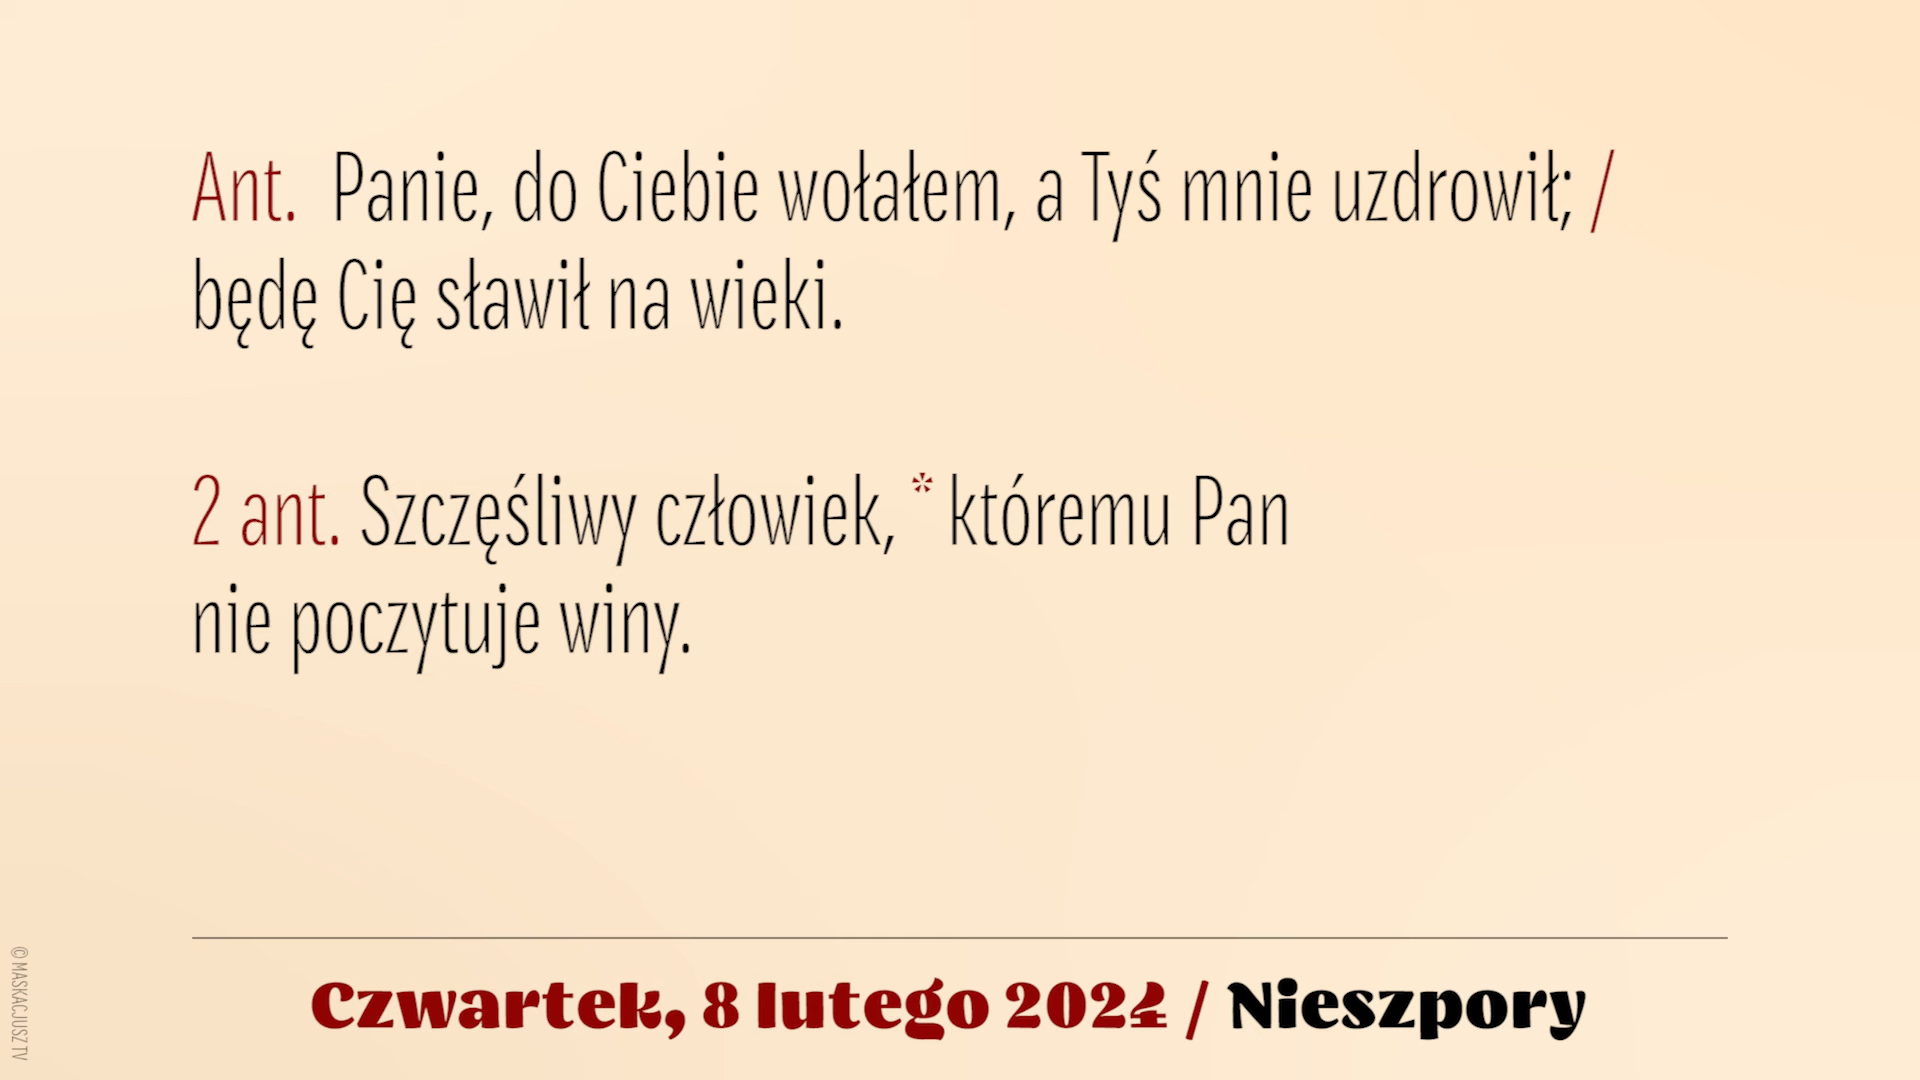 Ant. Panie, do Ciebie wołałem, a Tyś mnie uzdrowił; /
będę Cię sławił na wieki.
2 ant. Szczęśliwy człowiek, * któremu Pan
nie poczytuje winy.
Czwartek, 8 lutego 2024 / Nieszpory
© MASKACJUSZ TV